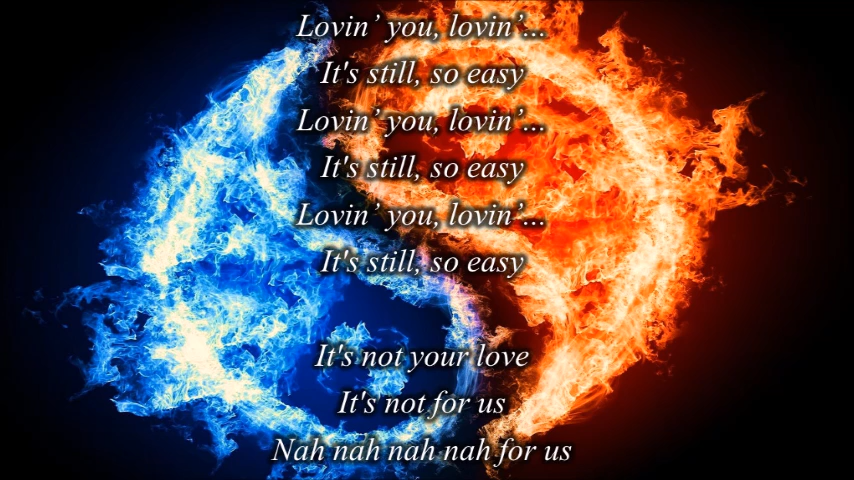 Lovin’ you, lovin’...
It's still, so easy
Lovin’ you, lovin’...
It's still, so easy
Lovin’ you, lovin’...
It's still, so easy
It's not your love
It's not for us
Nah nah nah nah for us